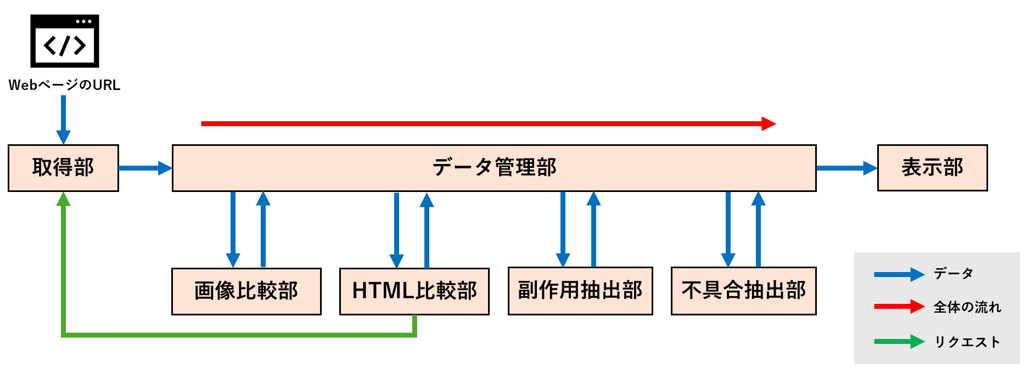 WebページのURL
取得部
データ管理部
表示部
画像比較部
HTML比較部
副作用抽出部
不具合抽出部
データ
全体の流れ
リクエスト